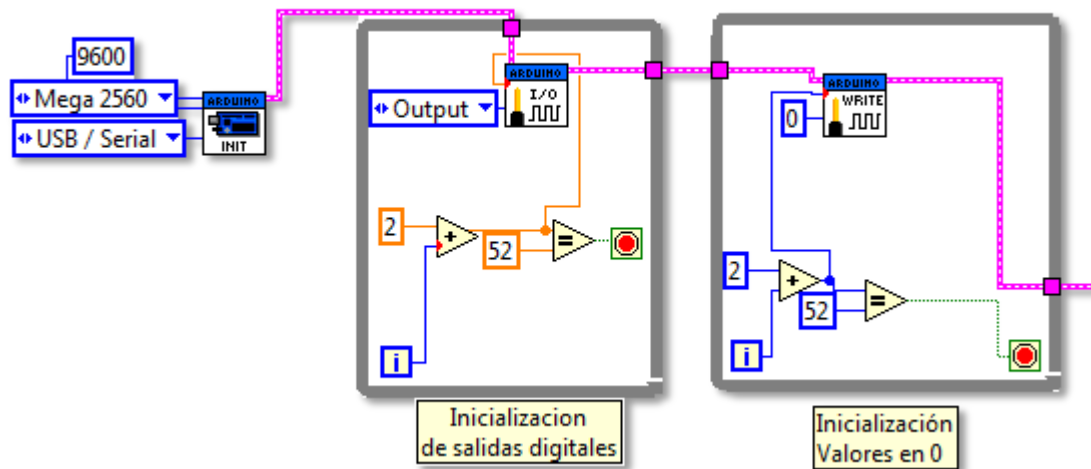 9600
Mega 2560
USB / Serial
ARDUINO
INIT
ARDUINO
I/O
Output
2
+
52
=
i
Inicializacion
de salidas digitales
ARDUINO
WRITE
0
2
+
52
=
i
Inicialización
Valores en 0